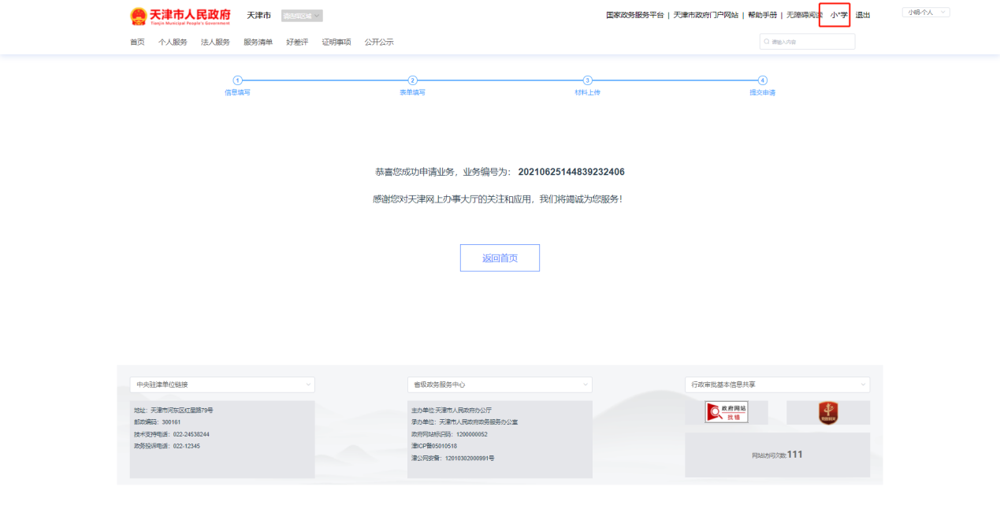 天津市人民政府
Tianjin Municipal People's Government
天津市
请选择区域
国家政务服务平台 | 天津市政府门户网站 | 帮助手册 | 无障碍阅读
小*学
退出
小明-个人
首页 个人服务 法人服务 服务清单 好差评 证明事项 公开公示
请输入内容
1 2 3 4
信息填写 表单填写 材料上传 提交申请
恭喜您成功申请业务，业务编号为： 20210625144839232406
感谢您对天津网上办事大厅的关注和应用，我们将竭诚为您服务！
返回首页
中央驻津单位链接
地址：天津市河东区红星路79号
邮政编码：300161
技术支持电话：022-24538244
政务投诉电话：022-12345
省级政务服务中心
主办单位:天津市人民政府办公厅
承办单位：天津市人民政府政务服务办公室
政府网站标识码：1200000052
津ICP备05010518
津公网安备：12010302000991号
行政审批基本信息共享
政府网站
找错
网站访问次数:111